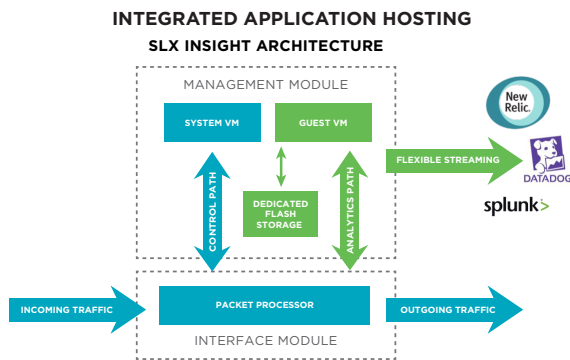 INTEGRATED APPLICATION HOSTING
SLX INSIGHT ARCHITECTURE
MANAGEMENT MODULE
SYSTEM VM
GUEST VM
New
Relic.
FLEXIBLE STREAMING
DATADOG
CONTROL PATH
ANALYTICS PATH
DEDICATED
FLASH
STORAGE
splunk>
INCOMING TRAFFIC
PACKET PROCESSOR
OUTGOING TRAFFIC
INTERFACE MODULE